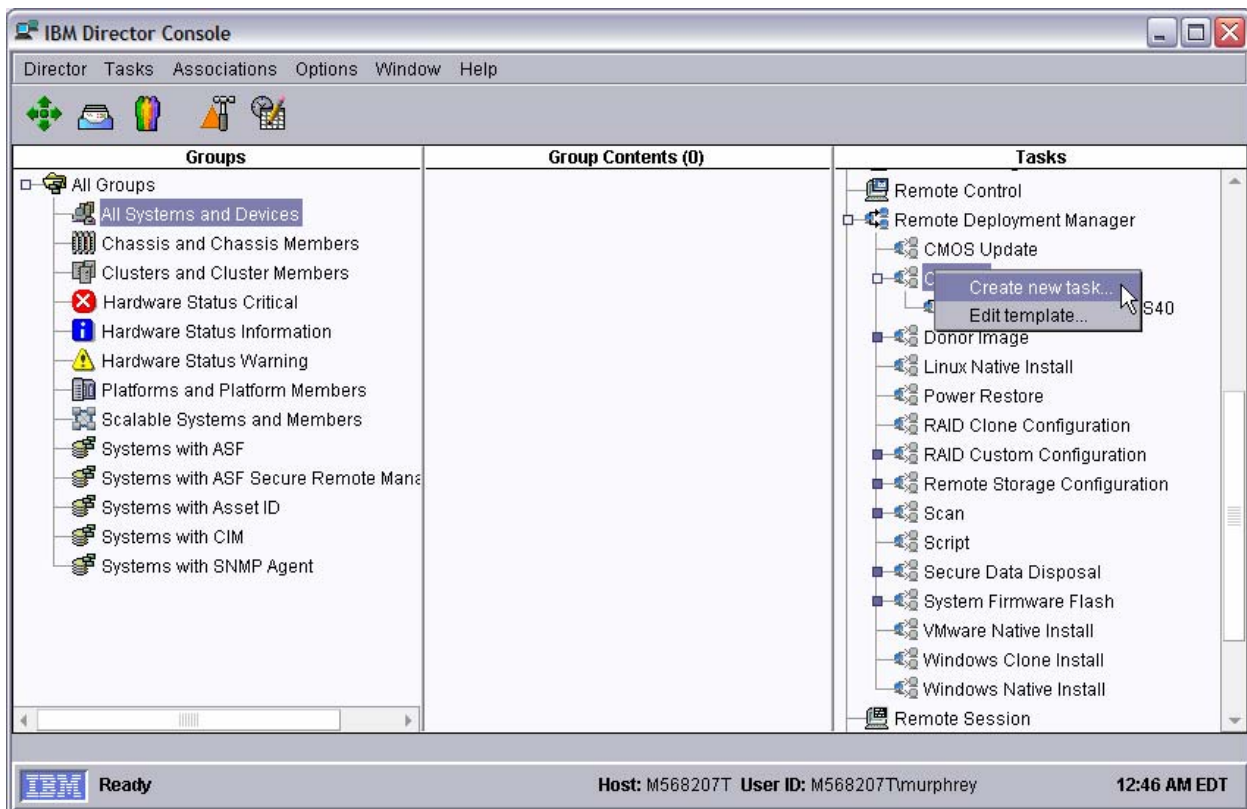 IBM Director Console
Director Tasks Associations Options Window Help
Groups
All Groups
All Systems and Devices
Chassis and Chassis Members
Clusters and Cluster Members
Hardware Status Critical
Hardware Status Information
Hardware Status Warning
Platforms and Platform Members
Scalable Systems and Members
Systems with ASF
Systems with ASF Secure Remote Mana
Systems with Asset ID
Systems with CIM
Systems with SNMP Agent
Group Contents (0)
Tasks
Remote Control
Remote Deployment Manager
CMOS Update
Create new task...
S40
Edit template...
Donor Image
Linux Native Install
Power Restore
RAID Clone Configuration
RAID Custom Configuration
Remote Storage Configuration
Scan
Script
Secure Data Disposal
System Firmware Flash
VMware Native Install
Windows Clone Install
Windows Native Install
Remote Session
IBM Ready Host: M568207T User ID: M568207T\murphrey 12:46 AM EDT